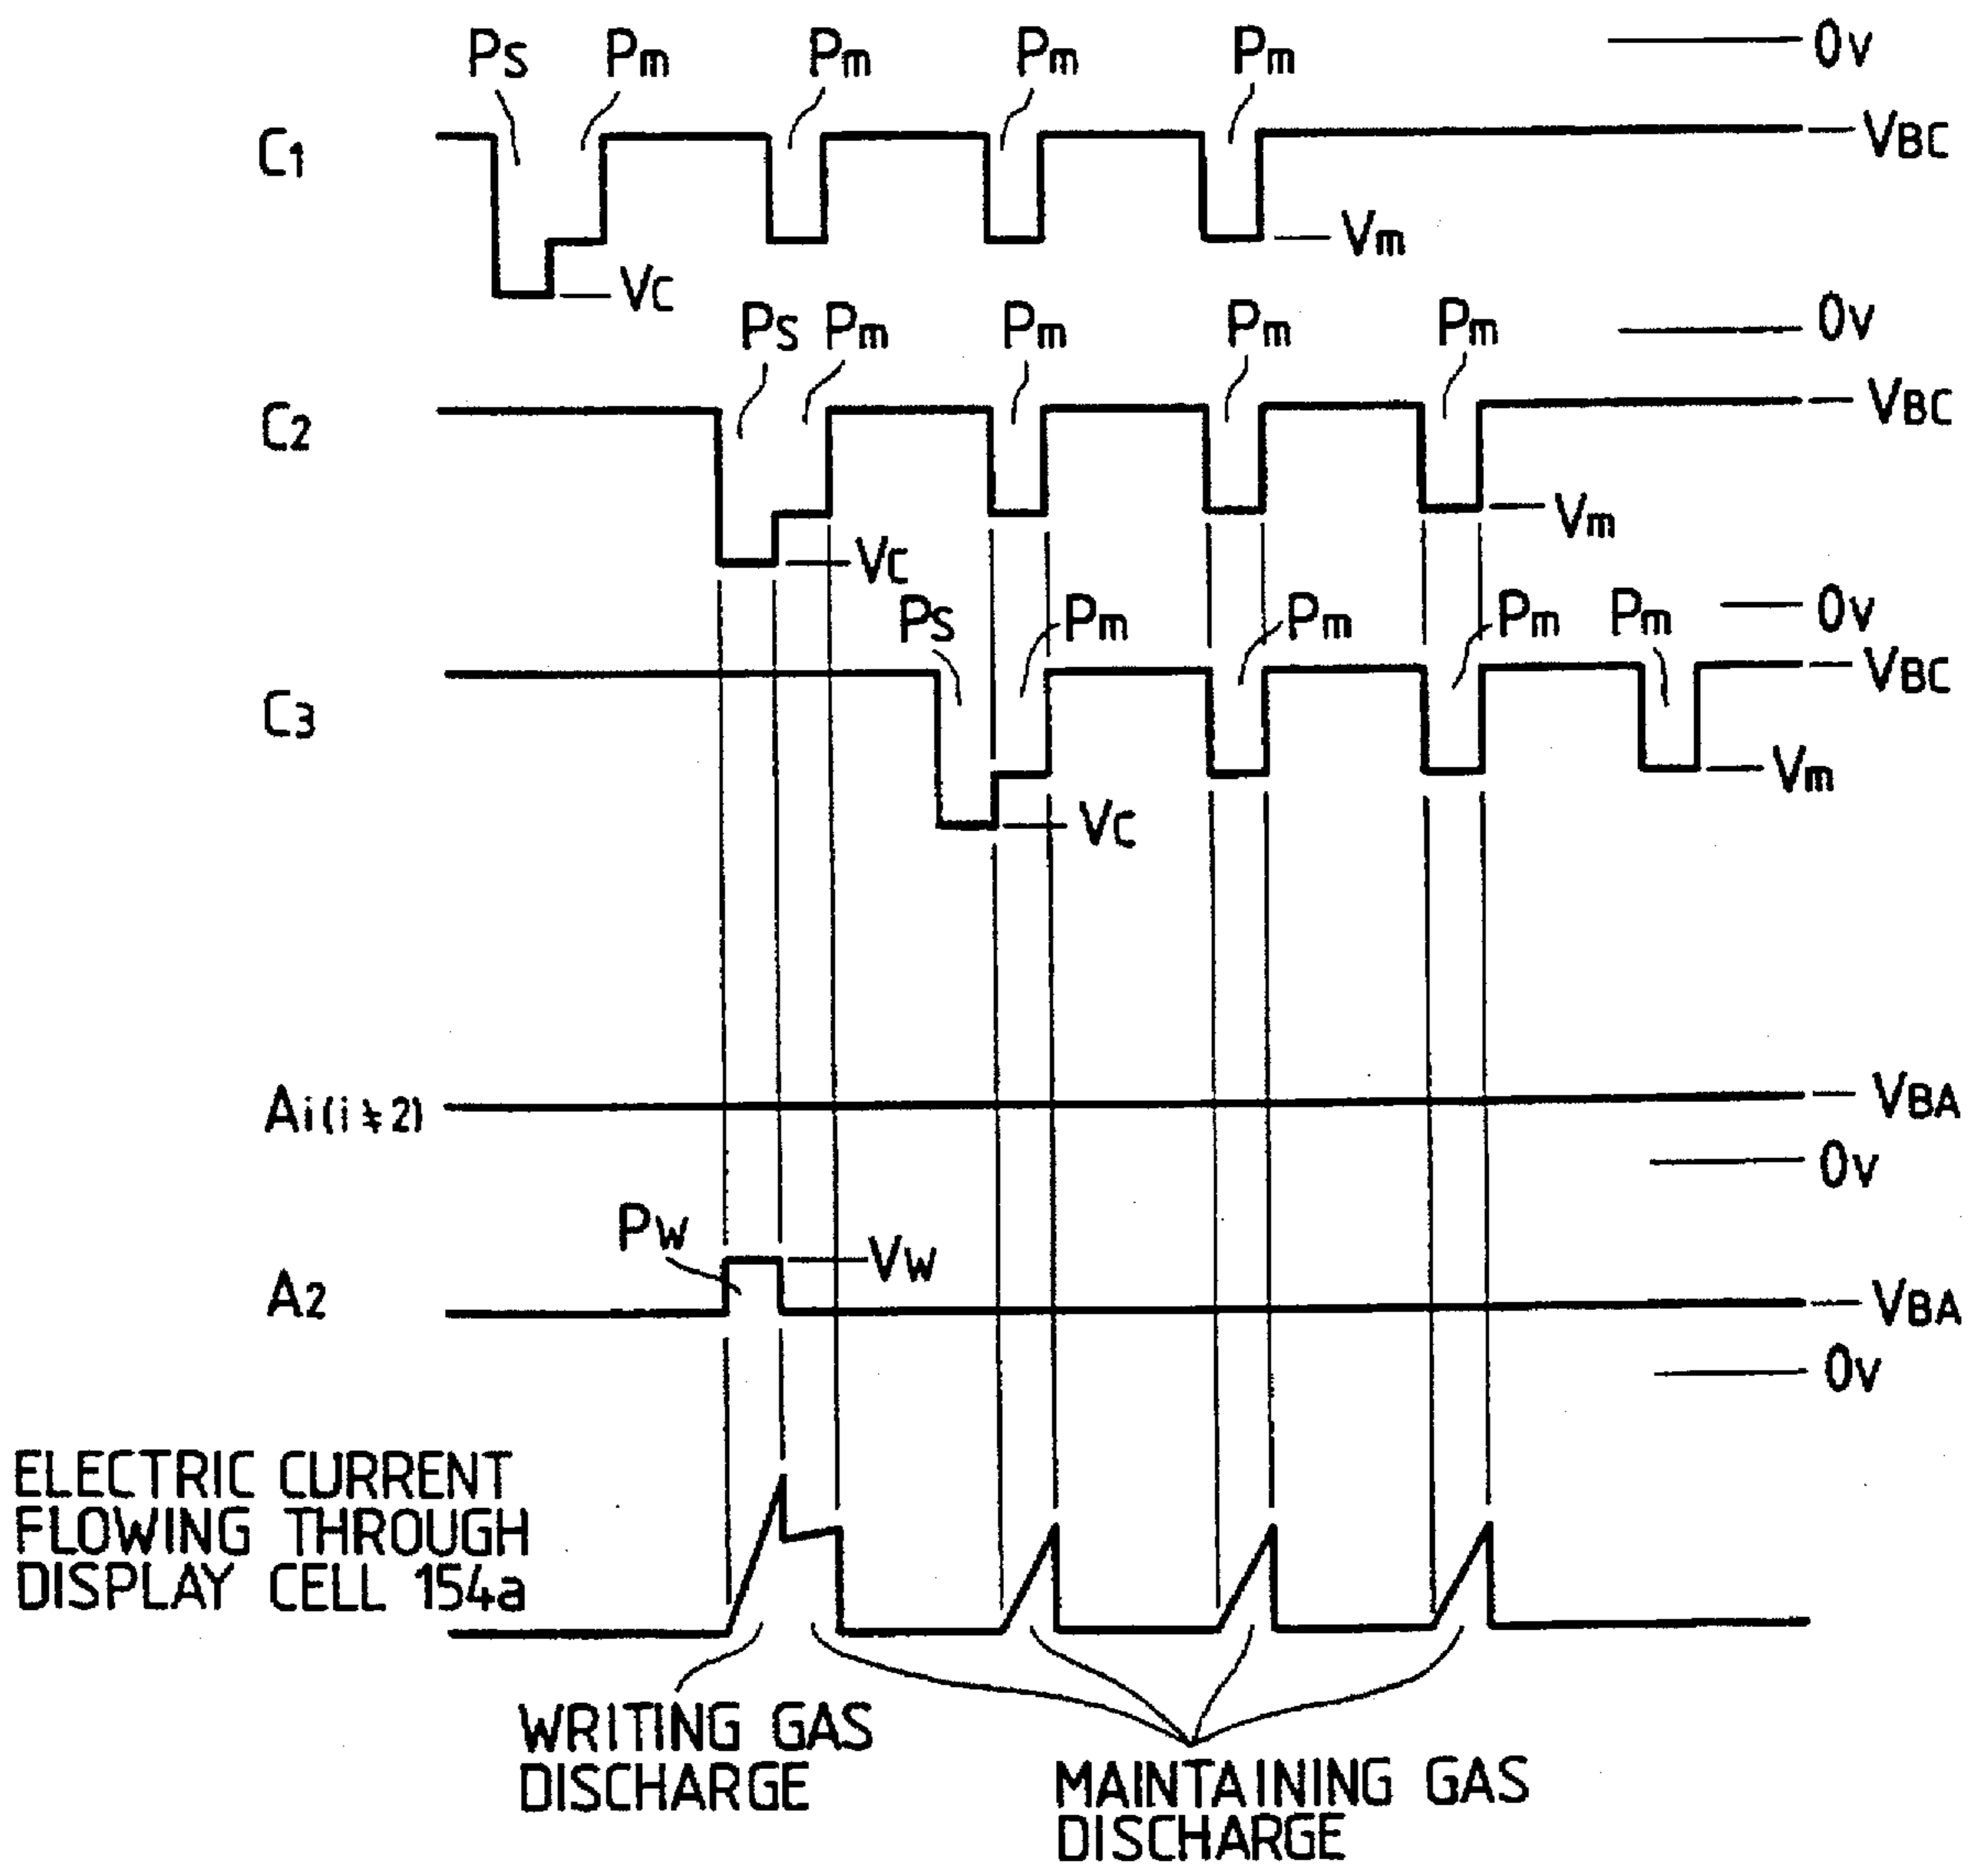 Ps Pm Pm Pm Pm 0v
C1 VBC
Vm
Vc
Ps Pm Pm Pm Pm 0v
C2 VBC
Vm
Vc
Ps Pm Pm Pm Pm 0v
C3 VBC
Vm
Vc
Ai(i≠2) VBA
0v
Pw Vw
A2 VBA
0v
ELECTRIC CURRENT
FLOWING THROUGH
DISPLAY CELL 154a
WRITING GAS
DISCHARGE
MAINTAINING GAS
DISCHARGE